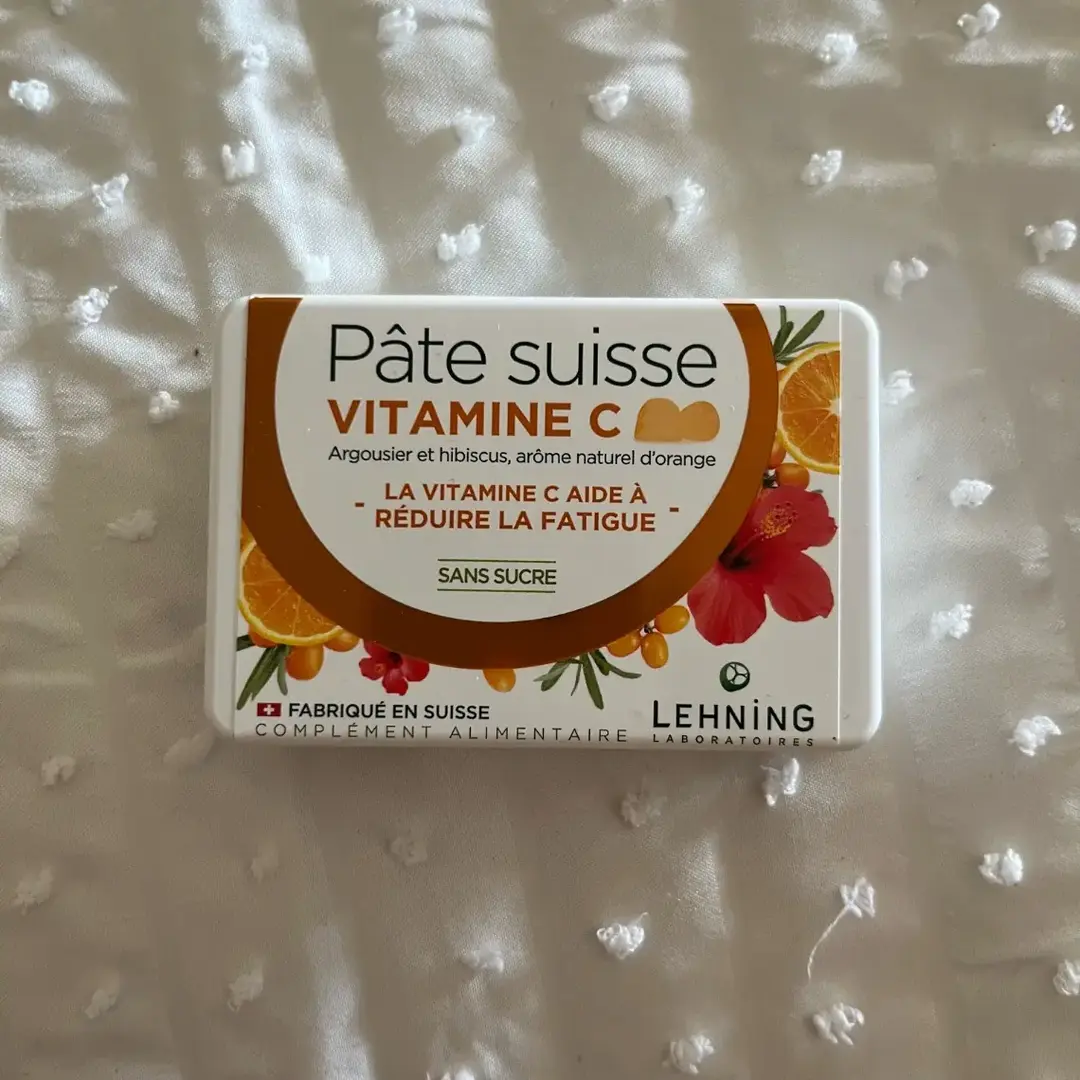 Pâte suisse
VITAMINE C
Argousier et hibiscus, arôme naturel d'orange
- LA VITAMINE C AIDE À
RÉDUIRE LA FATIGUE -
SANS SUCRE
FABRIQUÉ EN SUISSE
COMPLÉMENT ALIMENTAIRE
LEHNING
LABORATOIRES